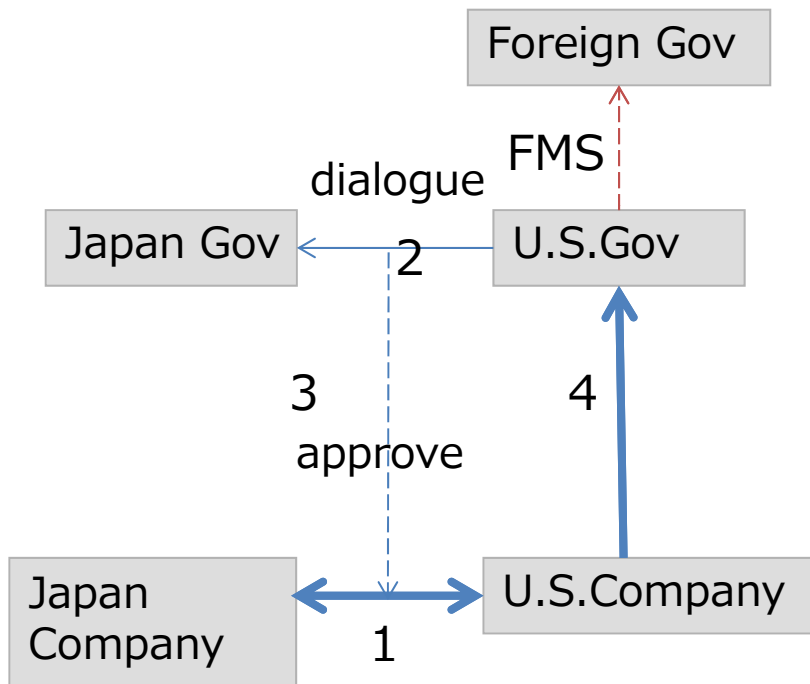 Foreign Gov
FMS
dialogue
Japan Gov
2
U.S.Gov
3
4
approve
Japan
Company
1
U.S.Company